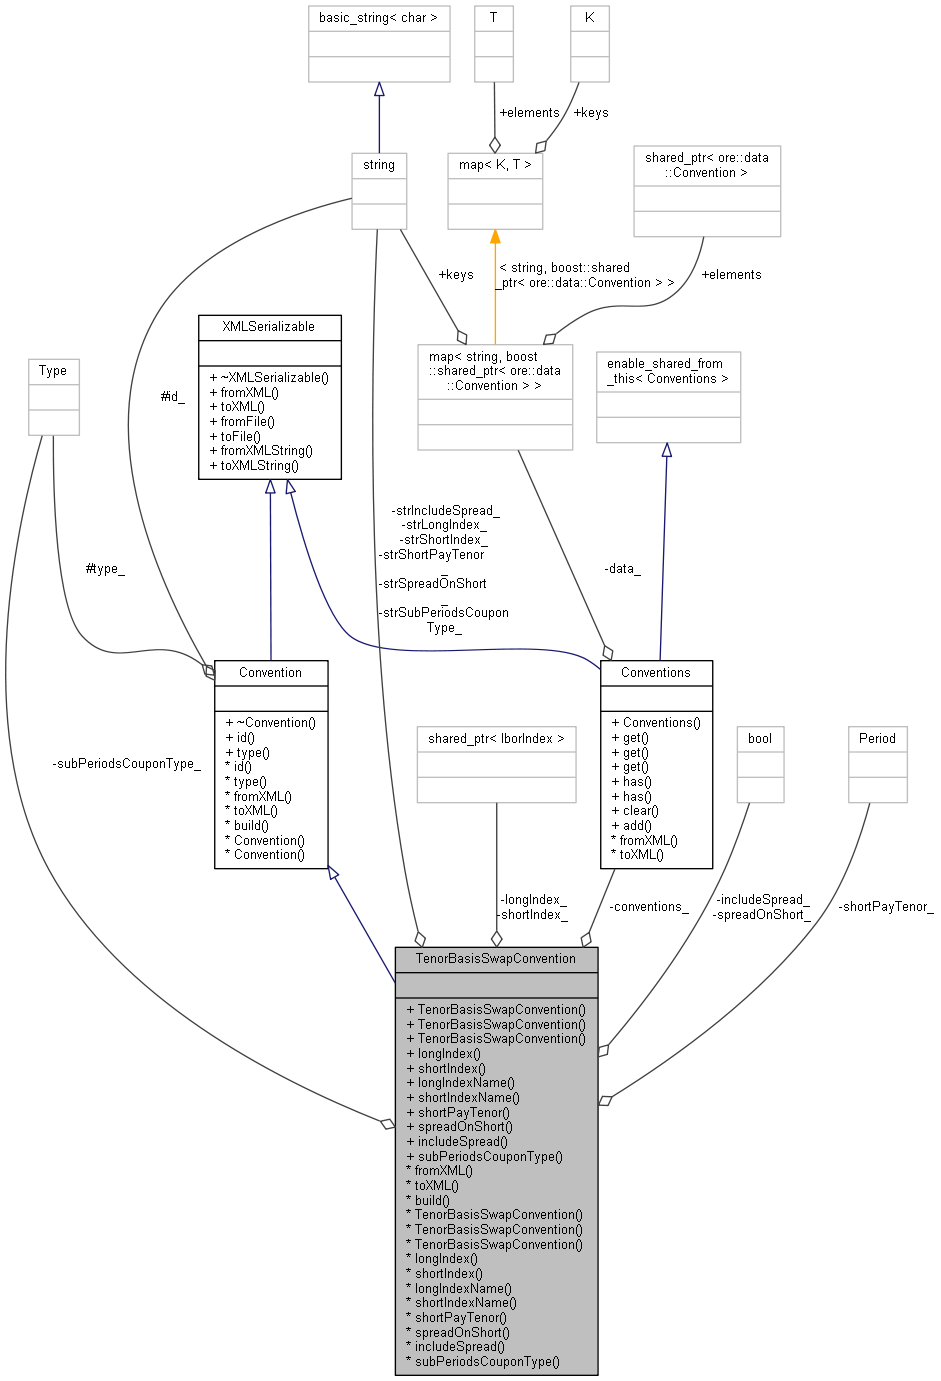 basic_string< char >
T
K
+elements
+keys
string
map< K, T >
shared_ptr< ore::data
::Convention >
+keys
< string, boost::shared
_ptr< ore::data::Convention > >
+elements
XMLSerializable
+ ~XMLSerializable()
+ fromXML()
+ toXML()
+ fromFile()
+ toFile()
+ fromXMLString()
+ toXMLString()
map< string, boost
::shared_ptr< ore::data
::Convention > >
enable_shared_from
_this< Conventions >
Type
#id_
-strIncludeSpread_
-strLongIndex_
-strShortIndex_
-strShortPayTenor
_
-strSpreadOnShort
_
-strSubPeriodsCoupon
Type_
#type_
-data_
Convention
+ ~Convention()
+ id()
+ type()
* id()
* type()
* fromXML()
* toXML()
* build()
* Convention()
* Convention()
Conventions
+ Conventions()
+ get()
+ get()
+ get()
+ has()
+ has()
+ clear()
+ add()
* fromXML()
* toXML()
shared_ptr< IborIndex >
bool
Period
-subPeriodsCouponType_
-longIndex_
-shortIndex_
-conventions_
-includeSpread_
-spreadOnShort_
-shortPayTenor_
TenorBasisSwapConvention
+ TenorBasisSwapConvention()
+ TenorBasisSwapConvention()
+ TenorBasisSwapConvention()
+ longIndex()
+ shortIndex()
+ longIndexName()
+ shortIndexName()
+ shortPayTenor()
+ spreadOnShort()
+ includeSpread()
+ subPeriodsCouponType()
* fromXML()
* toXML()
* build()
* TenorBasisSwapConvention()
* TenorBasisSwapConvention()
* TenorBasisSwapConvention()
* longIndex()
* shortIndex()
* longIndexName()
* shortIndexName()
* shortPayTenor()
* spreadOnShort()
* includeSpread()
* subPeriodsCouponType()